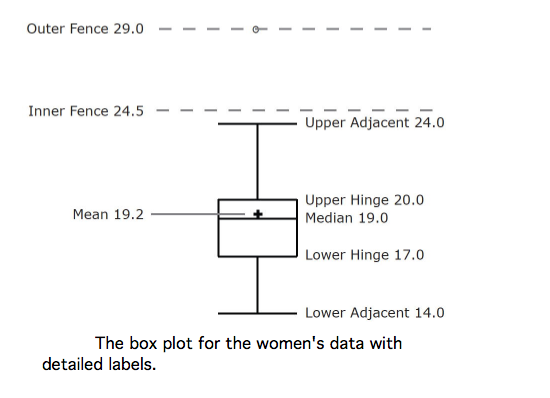 Outer Fence 29.0
Inner Fence 24.5
Upper Adjacent 24.0
Upper Hinge 20.0
Mean 19.2
Median 19.0
Lower Hinge 17.0
Lower Adjacent 14.0
The box plot for the women's data with
detailed labels.